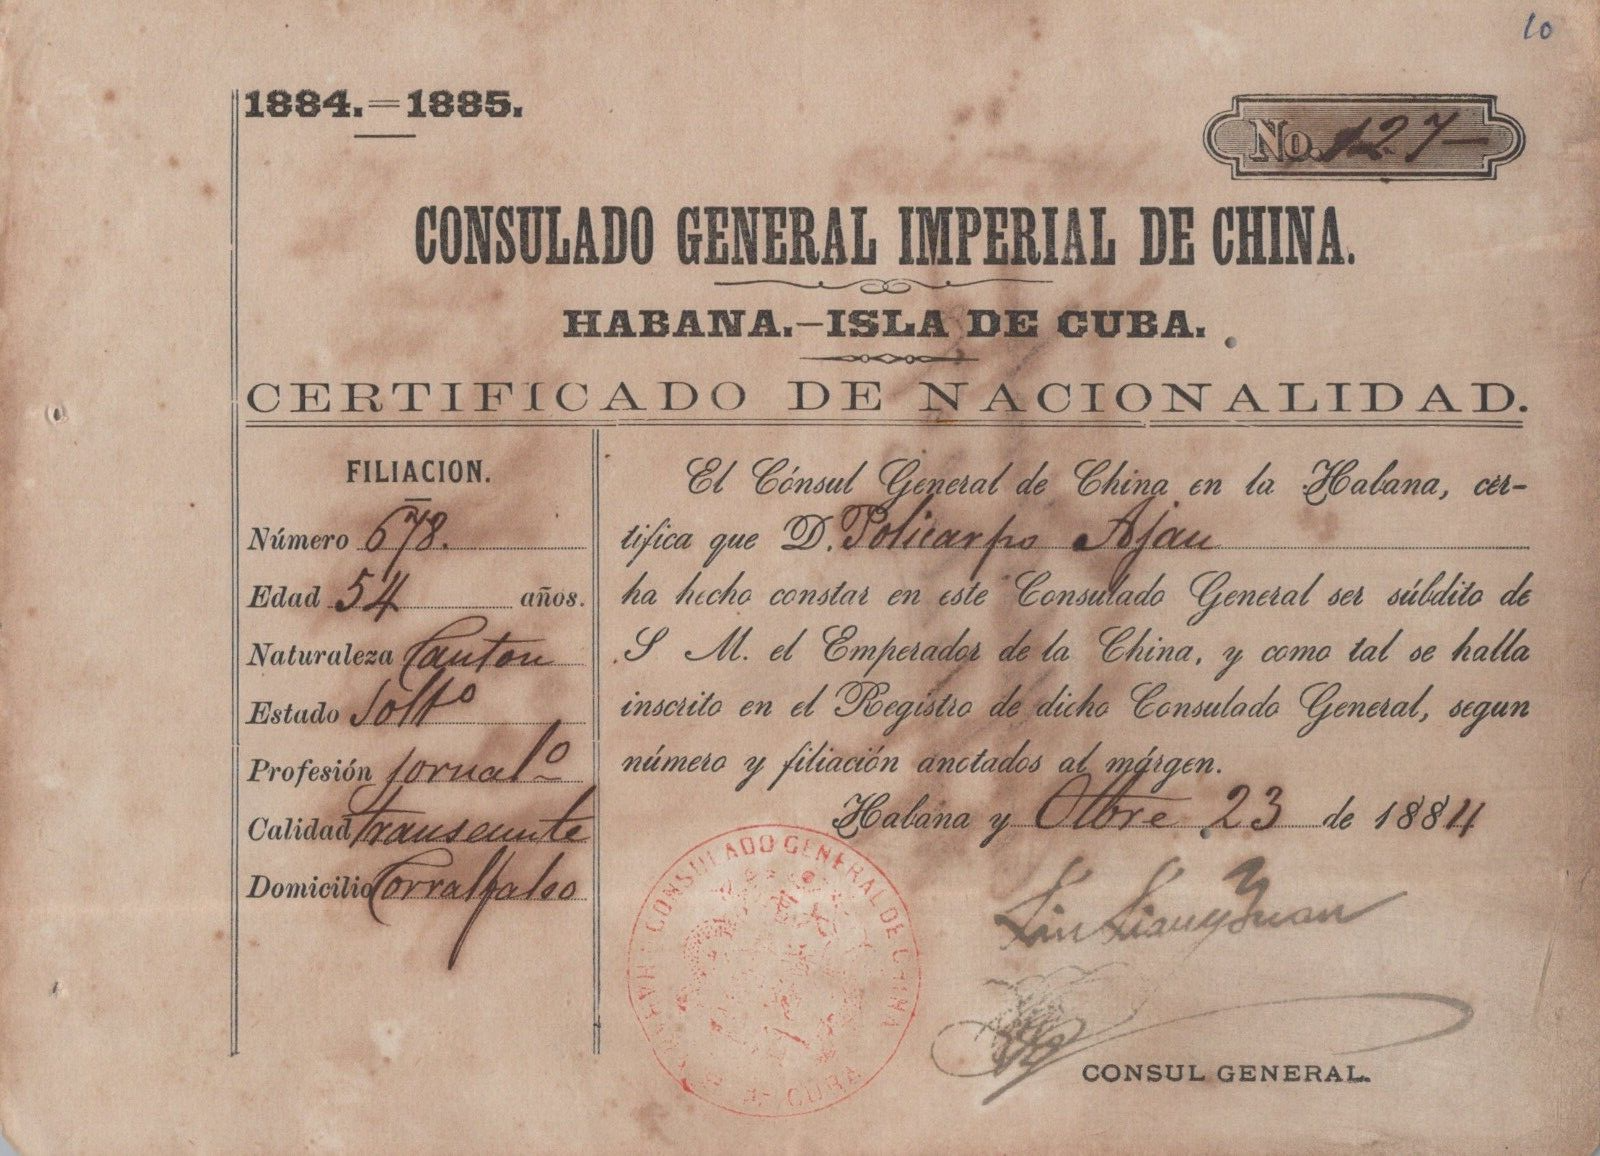 10
1884.=1885.
No. 127-
CONSULADO GENERAL IMPERIAL DE CHINA.
HABANA.-ISLA DE CUBA.
CERTIFICADO DE NACIONALIDAD.
FILIACION.
Número 678.
Edad 54 años.
Naturaleza Canton
Estado Solto
Profesión jornalo
Calidad transeunte
Domicilio Corralfalso
El Cónsul General de China en la Habana, cer-
tifica que D. Policarpo Ajau
ha hecho constar en este Consulado General ser súbdito de
S M. el Emperador de la China, y como tal se halla
inscrito en el Registro de dicho Consulado General, segun
número y filiación anotados al márgen.
Habana y Otbre 23 de 1884
CONSULADO GENERAL DE CHINA
CUBA
Lin Liang Yuan
CONSUL GENERAL.